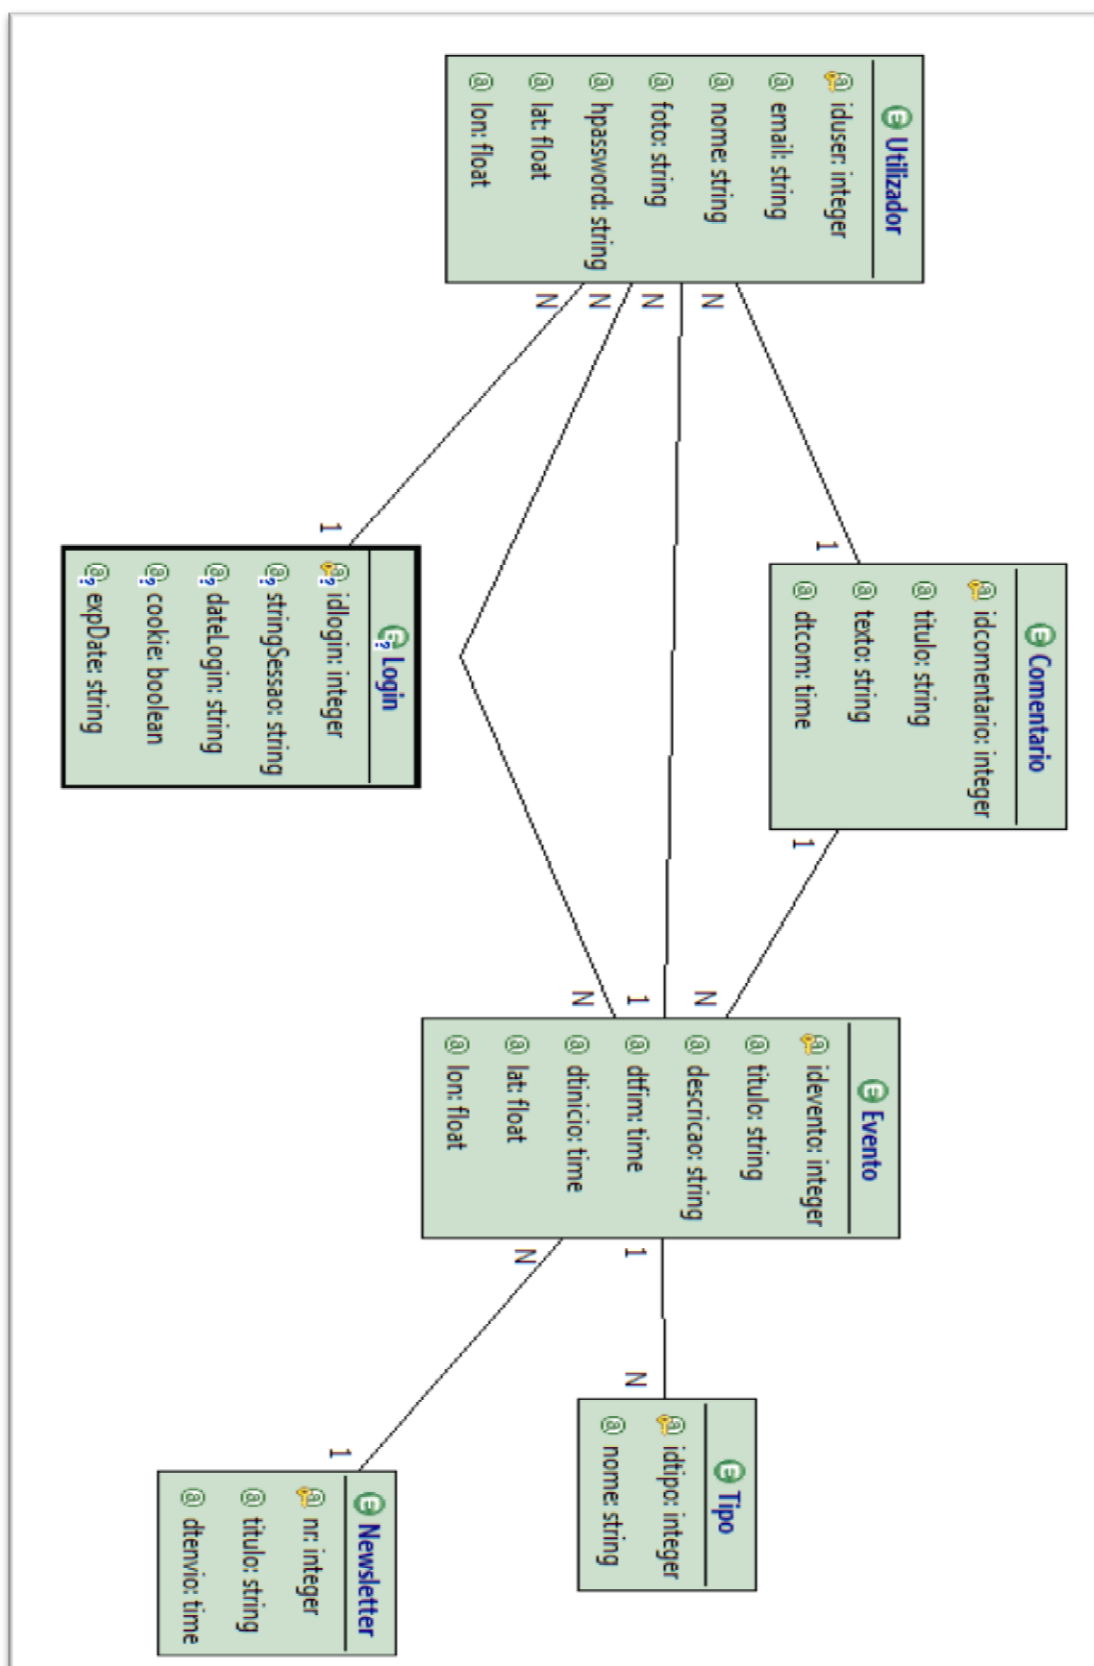 Utilizador
iduser: integer
email: string
nome: string
foto: string
hpassword: string
lat: float
lon: float
N
N
N
N
1
Comentario
idcomentario: integer
titulo: string
texto: string
dtcom: time
1
1
Login
idlogin: integer
stringSessao: string
dateLogin: string
cookie: boolean
expDate: string
N
1
N
Evento
idevento: integer
titulo: string
descricao: string
dtfim: time
dtinicio: time
lat: float
lon: float
1
N
N
Tipo
idtipo: integer
nome: string
1
Newsletter
nr: integer
titulo: string
dtenvio: time